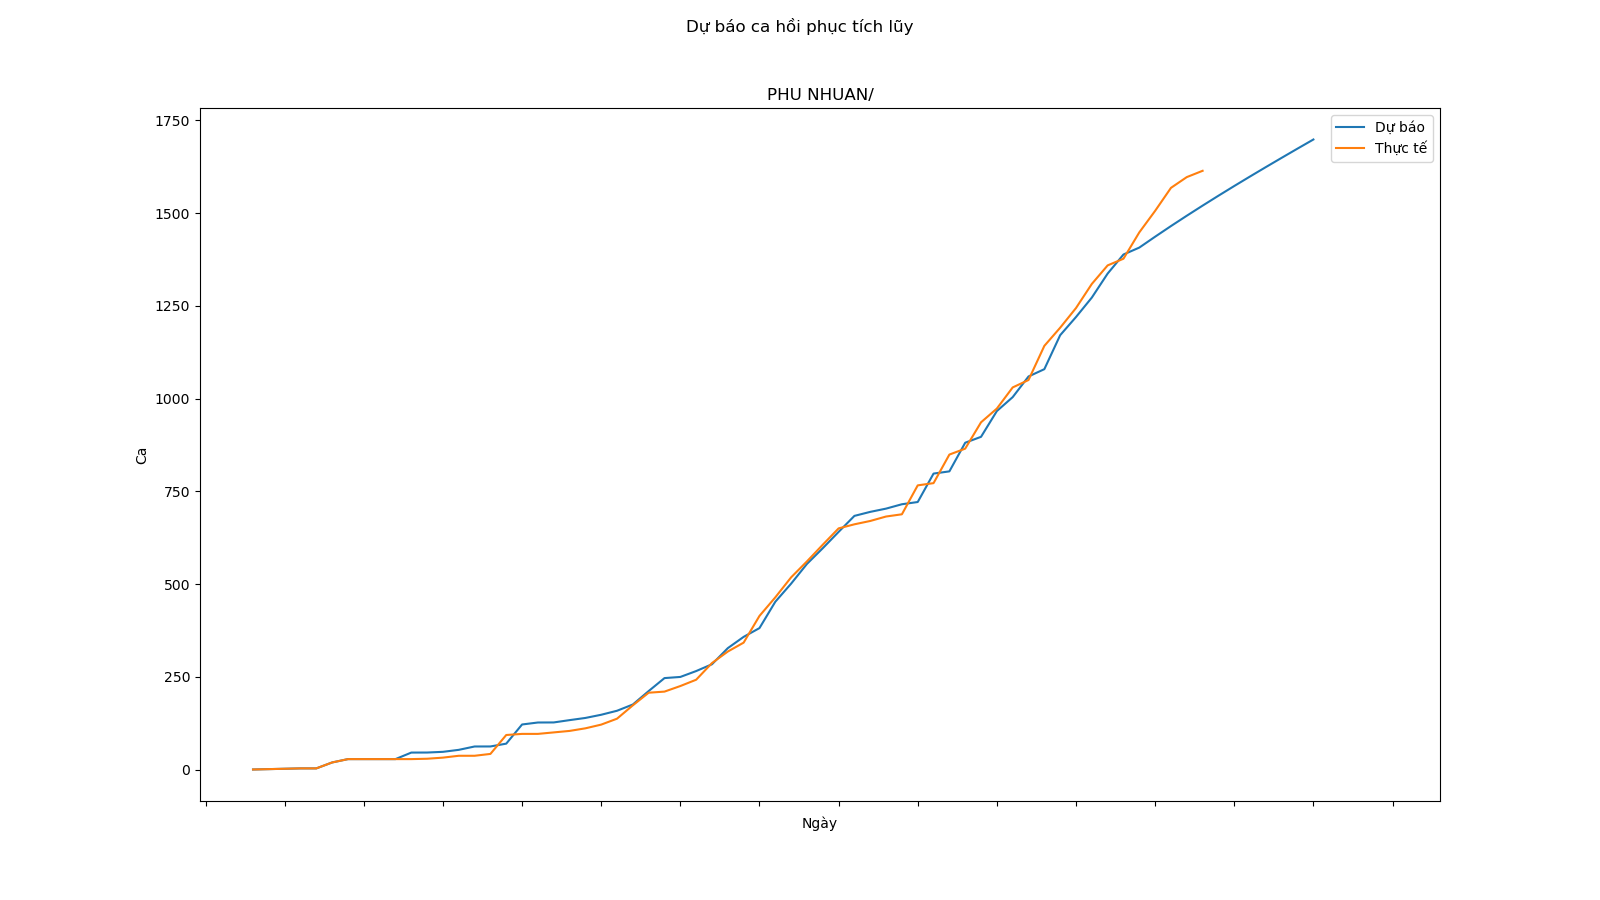 Dự báo ca hồi phục tích lũy
PHU NHUAN/
Dự báo
Thực tế
1750
1500
1250
1000
750
500
250
0
Ca
Ngày